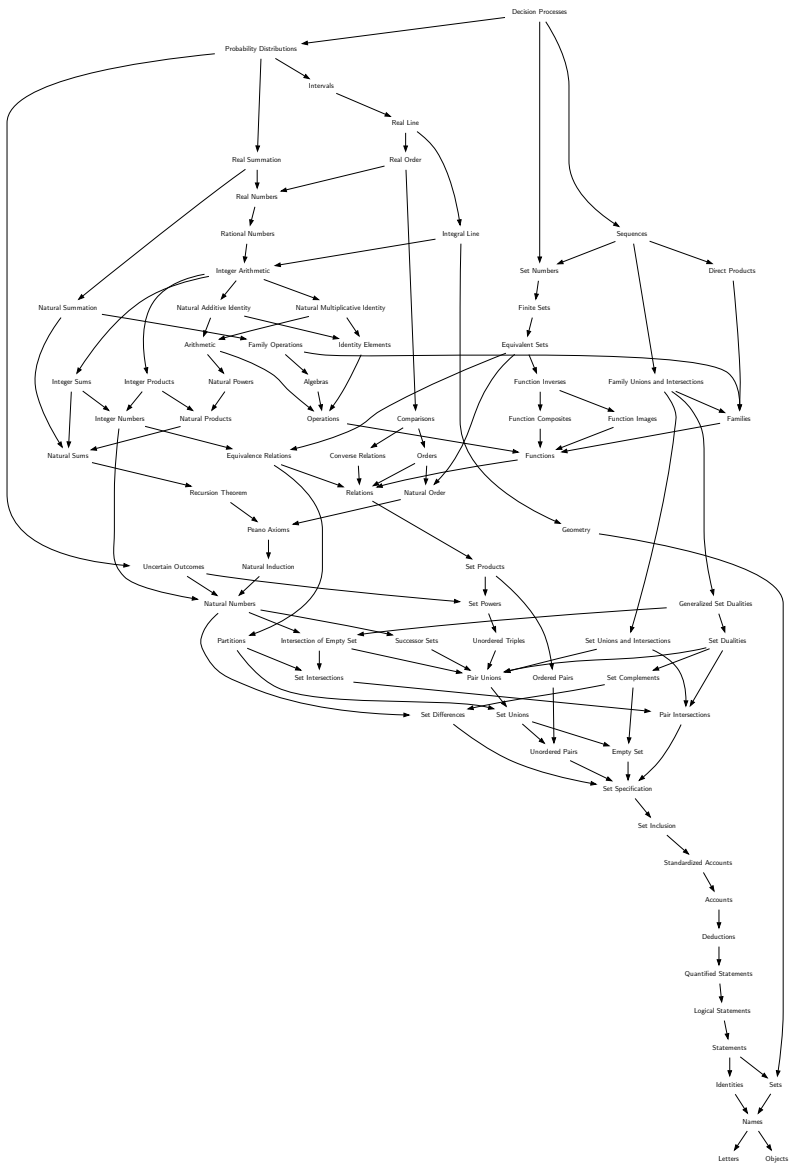 Decision Processes
Probability Distributions
Intervals
Real Line
Real Summation
Real Order
Real Numbers
Rational Numbers
Integral Line
Sequences
Integer Arithmetic
Set Numbers
Direct Products
Natural Summation
Natural Additive Identity
Natural Multiplicative Identity
Finite Sets
Arithmetic
Family Operations
Identity Elements
Equivalent Sets
Integer Sums
Integer Products
Natural Powers
Algebras
Function Inverses
Family Unions and Intersections
Integer Numbers
Natural Products
Operations
Comparisons
Function Composites
Function Images
Families
Natural Sums
Equivalence Relations
Converse Relations
Orders
Functions
Recursion Theorem
Relations
Natural Order
Peano Axioms
Geometry
Uncertain Outcomes
Natural Induction
Set Products
Natural Numbers
Set Powers
Generalized Set Dualities
Partitions
Intersection of Empty Set
Successor Sets
Unordered Triples
Set Unions and Intersections
Set Dualities
Set Intersections
Pair Unions
Ordered Pairs
Set Complements
Set Differences
Set Unions
Pair Intersections
Unordered Pairs
Empty Set
Set Specification
Set Inclusion
Standardized Accounts
Accounts
Deductions
Quantified Statements
Logical Statements
Statements
Identities
Sets
Names
Letters
Objects